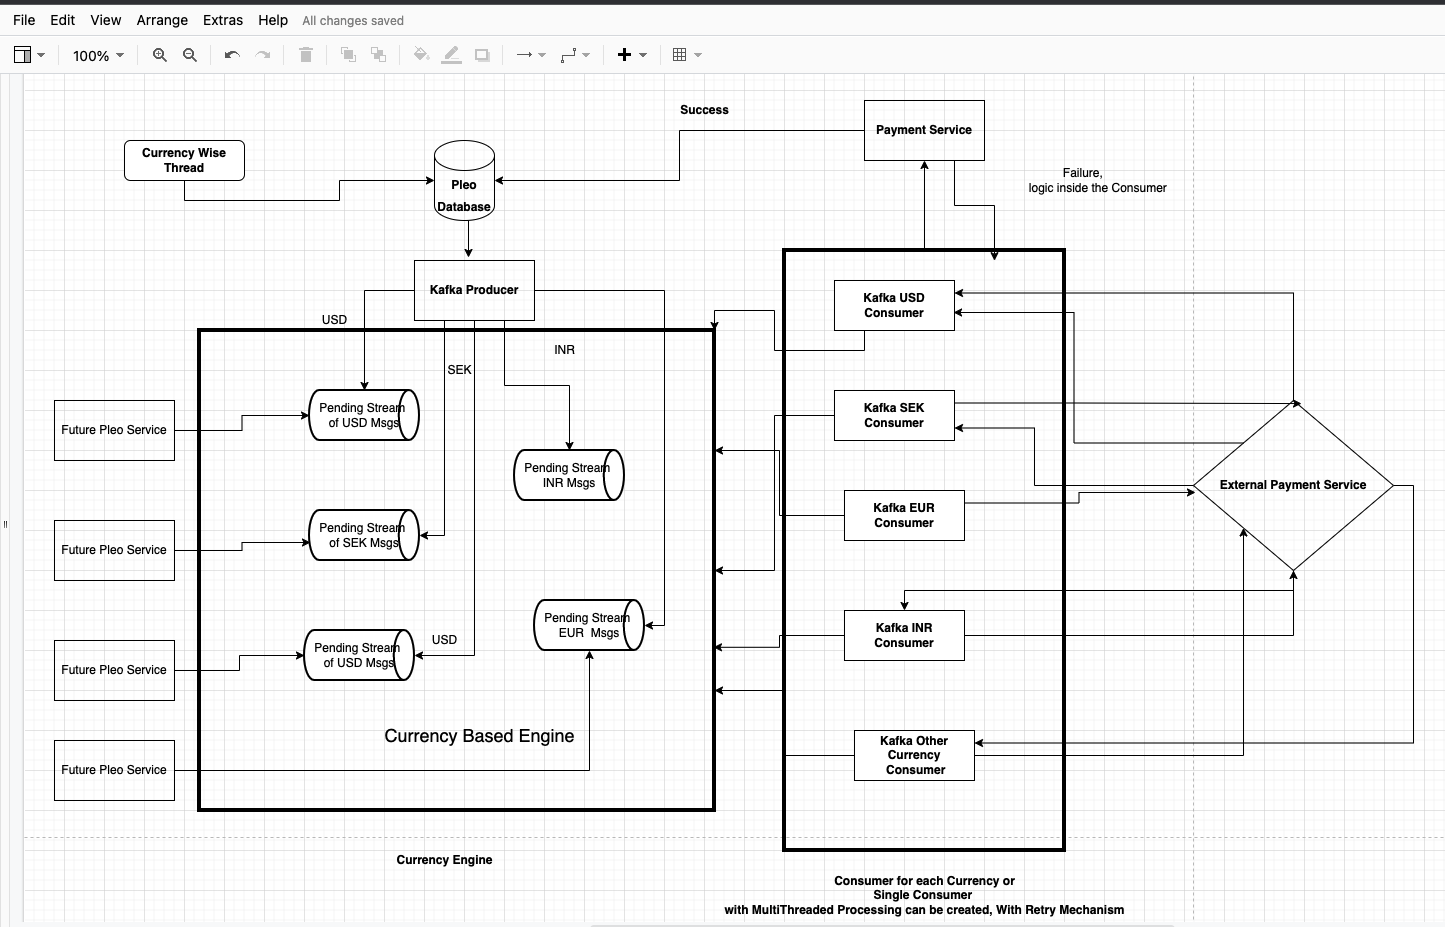 File Edit View Arrange Extras Help All changes saved
100%
Success
Payment Service
Currency Wise
Thread
Pleo
Database
Failure,
logic inside the Consumer
Kafka Producer
USD
INR
SEK
Kafka USD
Consumer
Pending Stream
of USD Msgs
Future Pleo Service
Kafka SEK
Consumer
Pending Stream
INR Msgs
External Payment Service
Kafka EUR
Consumer
Pending Stream
of SEK Msgs
Future Pleo Service
Pending Stream
EUR Msgs
Kafka INR
Consumer
USD
Pending Stream
of USD Msgs
Future Pleo Service
Currency Based Engine
Kafka Other
Currency
Consumer
Future Pleo Service
Currency Engine
Consumer for each Currency or
Single Consumer
with MultiThreaded Processing can be created, With Retry Mechanism